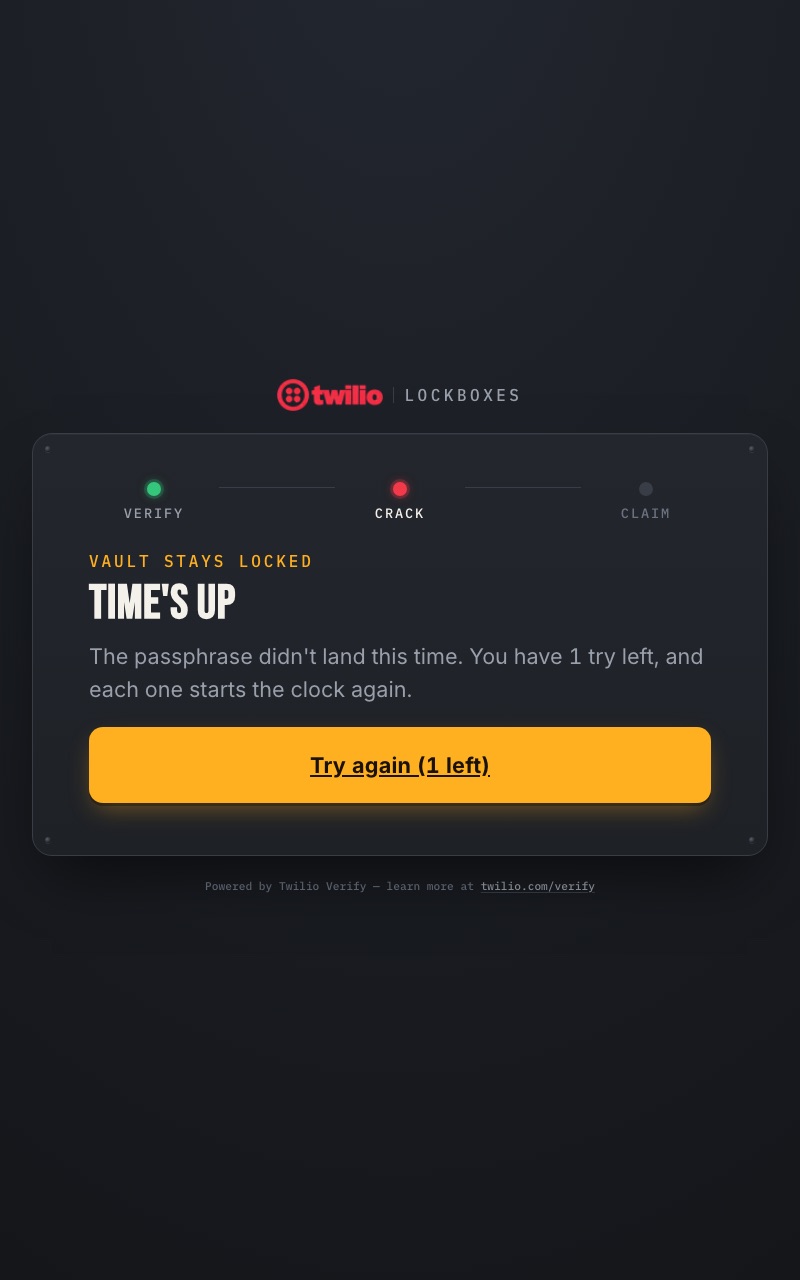 twilio LOCKBOXES
VERIFY CRACK CLAIM
VAULT STAYS LOCKED
TIME'S UP
The passphrase didn't land this time. You have 1 try left, and
each one starts the clock again.
Try again (1 left)
Powered by Twilio Verify — learn more at twilio.com/verify